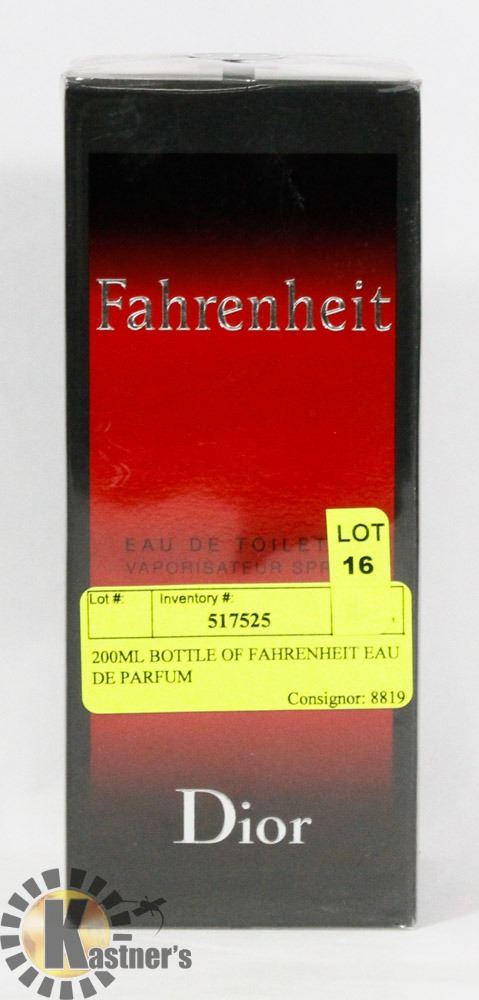 Fahrenheit
EAU DE TOILET
VAPORISATEUR SPR
LOT
16
Lot #:
Inventory #:
517525
200ML BOTTLE OF FAHRENHEIT EAU
DE PARFUM
Consignor: 8819
Dior
KASTNER'S